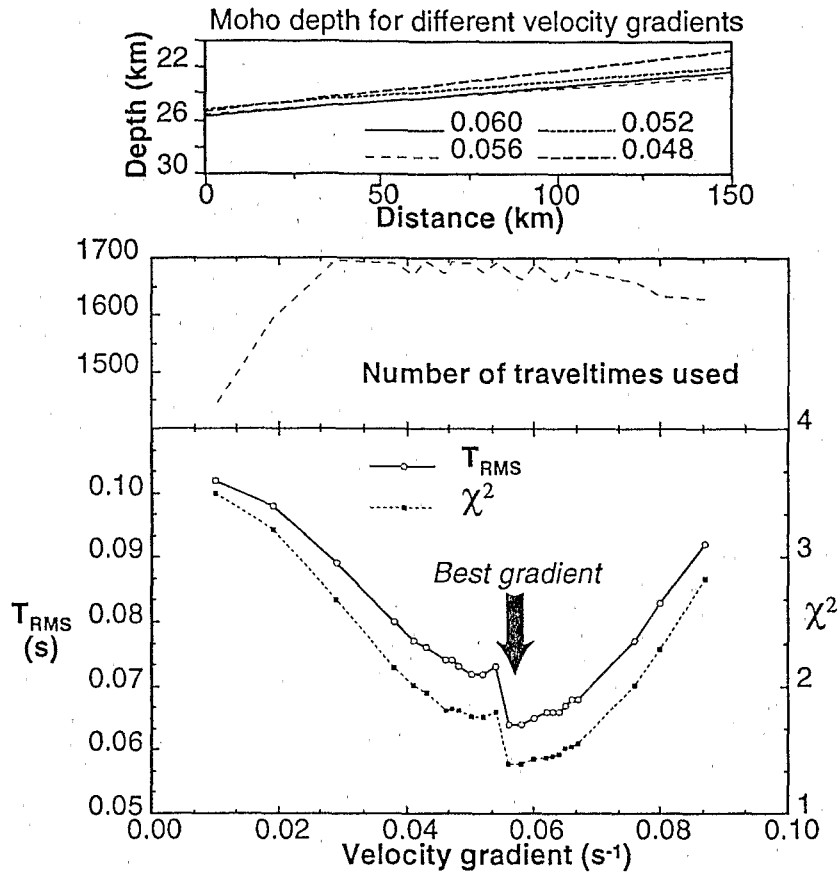 Moho depth for different velocity gradients
Depth (km)
22
26
30
0.060
0.052
0.056
0.048
0
50
100
150
Distance (km)
1700
1600
1500
Number of traveltimes used
4
T_RMS
χ²
0.10
0.09
0.08
0.07
0.06
0.05
T_RMS
(s)
Best gradient
3
2
1
χ²
0.00
0.02
0.04
0.06
0.08
0.10
Velocity gradient (s⁻¹)